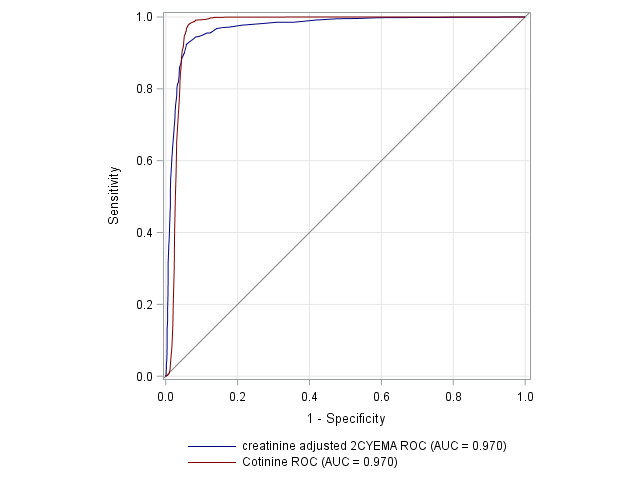 1.0
0.8
0.6
0.4
0.2
0.0
Sensitivity
0.0 0.2 0.4 0.6 0.8 1.0
1 - Specificity
creatinine adjusted 2CYEMA ROC (AUC = 0.970)
Cotinine ROC (AUC = 0.970)